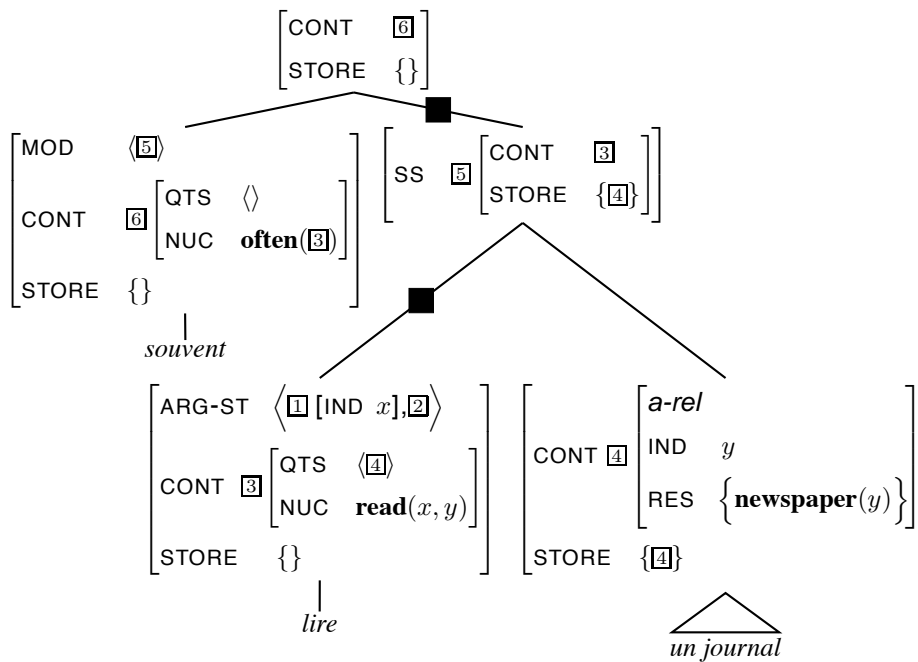 CONT 6
STORE {}
MOD ⟨5⟩
CONT 6 QTS ⟨⟩
NUC often(3)
STORE {}
souvent
SS 5 CONT 3
STORE {4}
ARG-ST ⟨1 [IND x],2⟩
CONT 3 QTS ⟨4⟩
NUC read(x, y)
STORE {}
lire
a-rel
CONT 4 IND y
RES {newspaper(y)}
STORE {4}
un journal